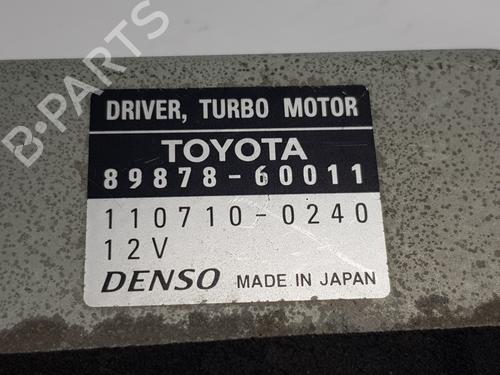 B-PARTS
DRIVER, TURBO MOTOR
TOYOTA
89878-60011
110710-0240
12V
DENSO MADE IN JAPAN